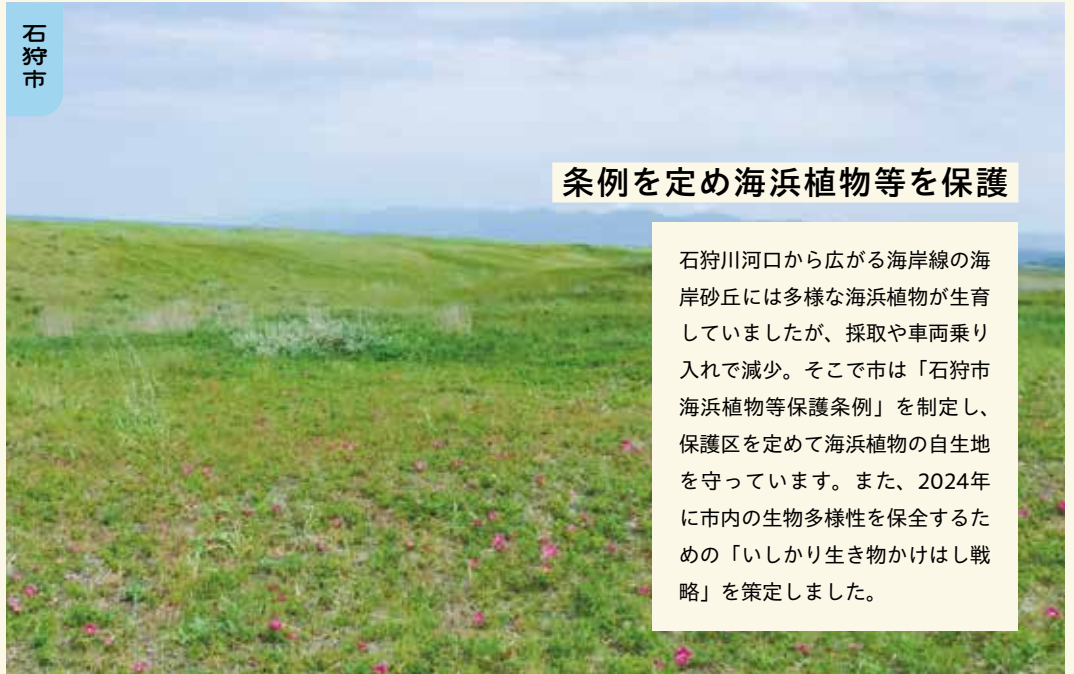 石狩市
条例を定め海浜植物等を保護
石狩川河口から広がる海岸線の海
岸砂丘には多様な海浜植物が生育
していましたが、採取や車両乗り
入れで減少。そこで市は「石狩市
海浜植物等保護条例」を制定し、
保護区を定めて海浜植物の自生地
を守っています。また、2024年
に市内の生物多様性を保全するた
めの「いしかり生き物かけはし戦
略」を策定しました。